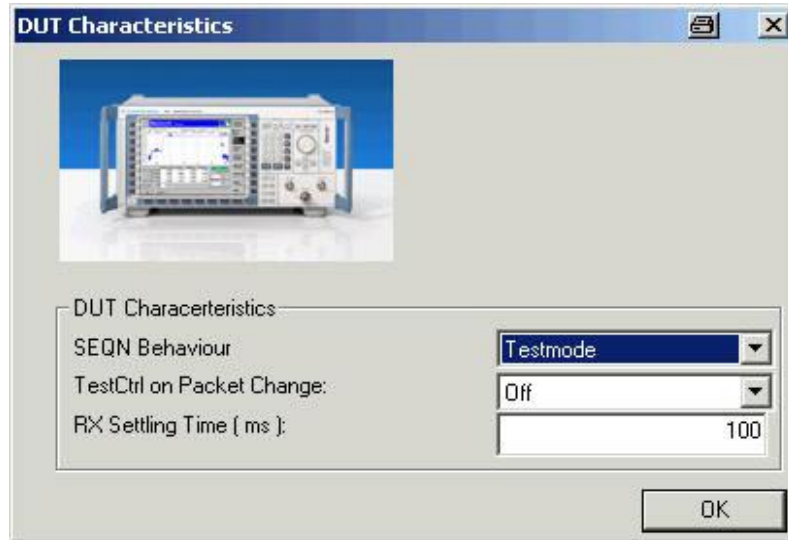 DUT Characteristics
DUT Characerteristics
SEQN Behaviour Testmode
TestCtrl on Packet Change: Off
RX Settling Time ( ms ): 100
OK